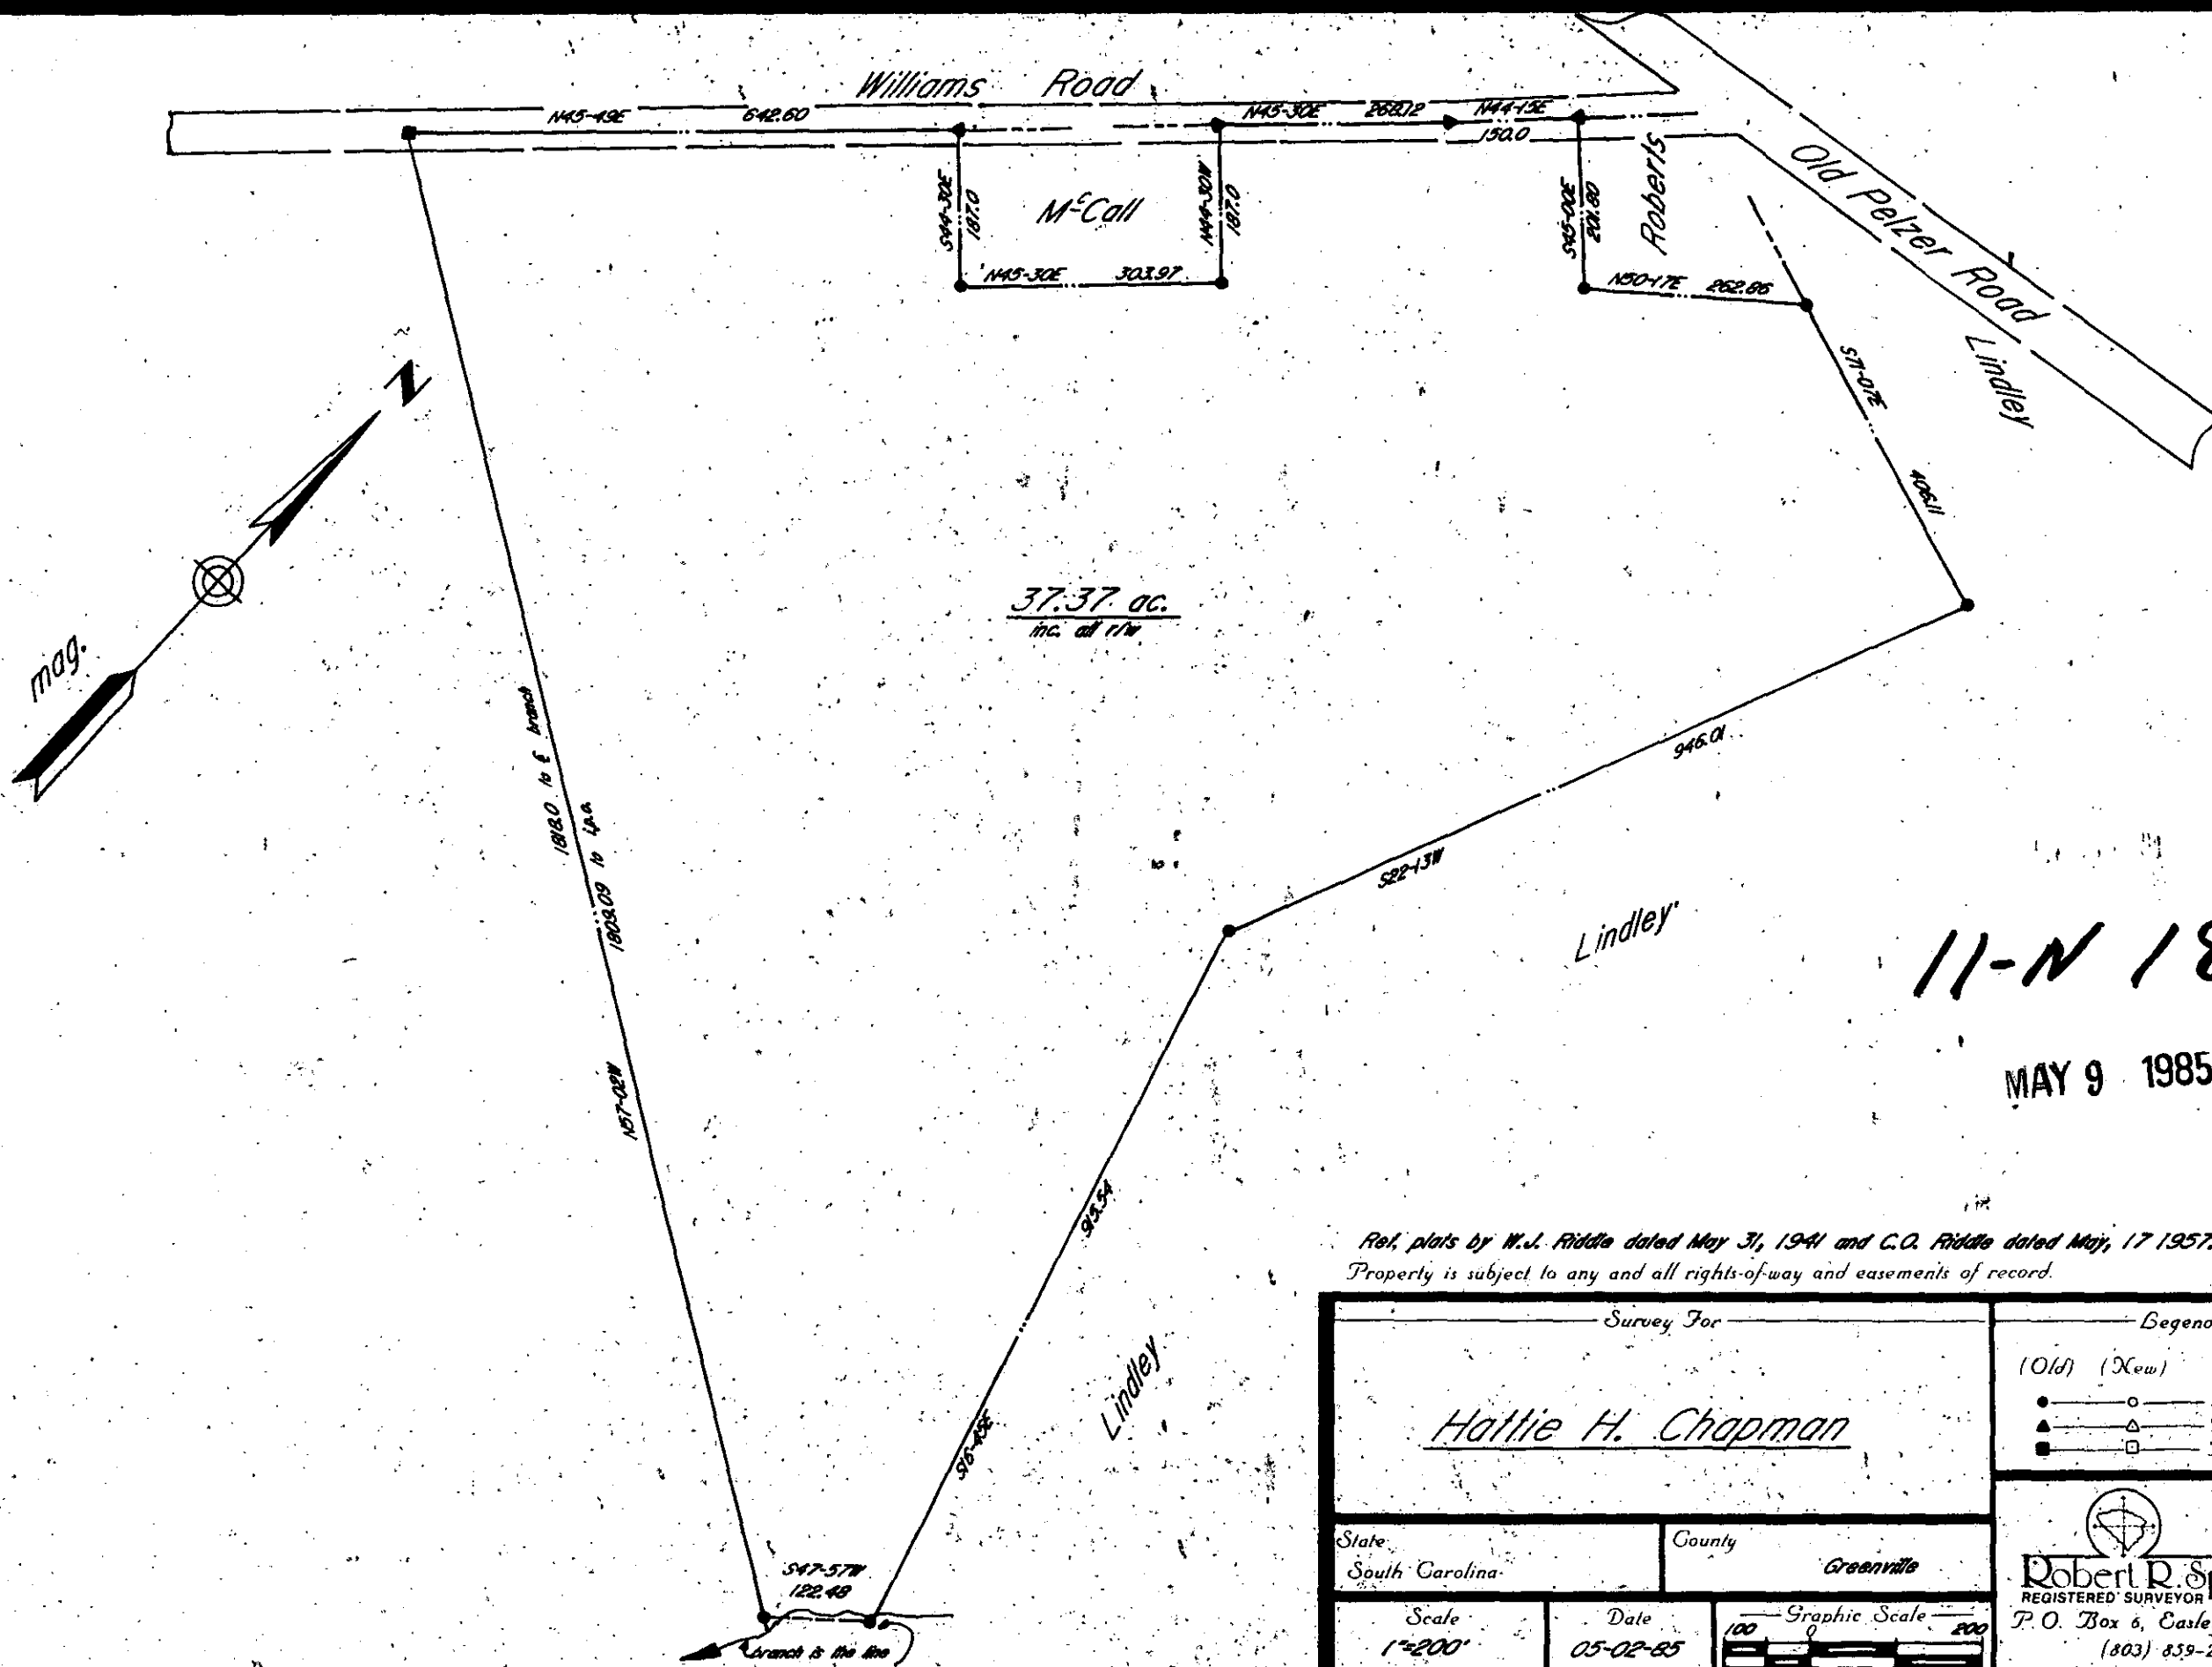 Williams Road
N45-49E 642.60
N45-30E 268.12
N44-15E
150.0
S44-30E
187.0
McCall
N44-30W
187.0
N45-30E 303.97
S45-00E
201.80
Roberts
N50-17E 262.86
Old Pelzer Road
Lindley
S71-07E
406.11
N
mag.
37.37 ac.
inc. all r/w
1818.0 to ℄ branch
1809.09 to i.p.o.
N57-02W
946.01
S22-13W
Lindley
11-N 18
MAY 9 1985
915.54
S16-45E
Lindley
S47-57W
122.48
branch is the line
Ref. plats by W.J. Riddle dated May 31, 1941 and C.O. Riddle dated May, 17 1957.
Property is subject to any and all rights-of-way and easements of record.
Survey For
Hattie H. Chapman
Legend
(Old) (New)
State
South Carolina
County
Greenville
Scale
1"=200'
Date
05-02-85
Graphic Scale
100 0 200
Robert R. Sp
REGISTERED SURVEYOR
P.O. Box 6, Easle
(803) 859-2